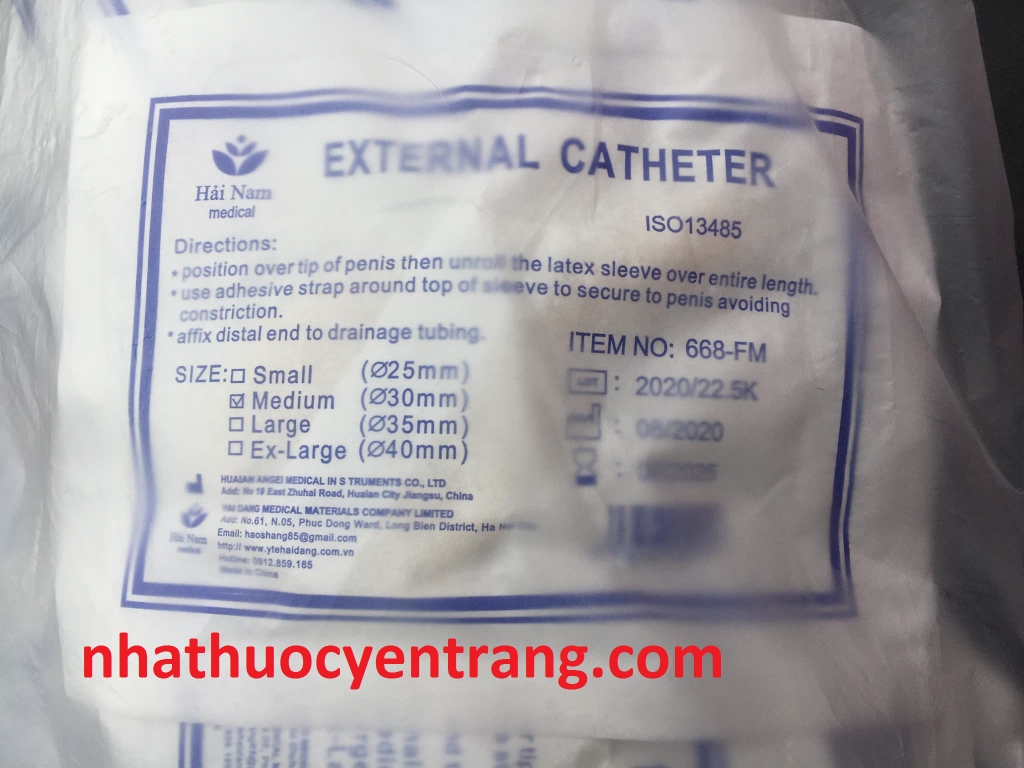 Hải Nam
medical
EXTERNAL CATHETER
ISO13485
Directions:
• position over tip of penis then unroll the latex sleeve over entire length.
• use adhesive strap around top of sleeve to secure to penis avoiding
constriction.
* affix distal end to drainage tubing.
SIZE: ☐ Small (Ø25mm)
☑ Medium (Ø30mm)
☐ Large (Ø35mm)
☐ Ex-Large (Ø40mm)
ITEM NO: 668-FM
LOT : 2020/22.5K
: 08/2020
HUAIAN ANGEI MEDICAL IN S TRUMENTS CO., LTD
Add: No 19 East Zhuhai Road, Huaian City Jiangsu, China
HAI DANG MEDICAL MATERIALS COMPANY LIMITED
Add: No.61, N.05, Phuc Dong Ward, Long Bien District, Ha
Email: haoshang85@gmail.com
http:// www.ytehaidang.com.vn
Hotline: 0912.859.185
Made in China
Hải Nam
medical
nhathuocyentrang.com